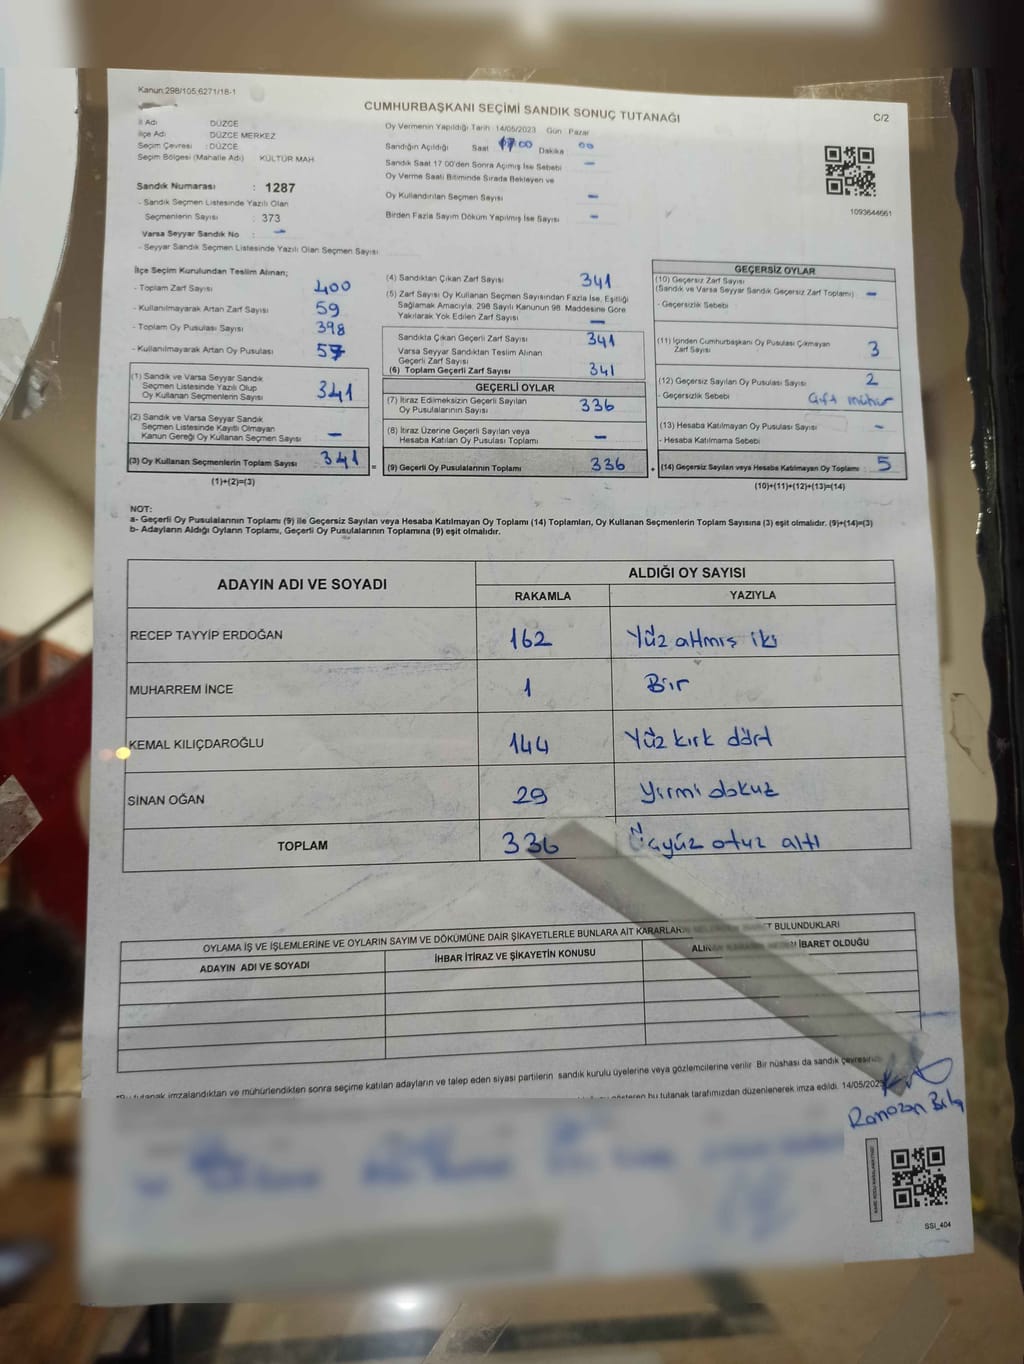 Kanun:298/105;6271/18-1
CUMHURBAŞKANI SEÇİMİ SANDIK SONUÇ TUTANAĞI
C/2
İl Adı DÜZCE
İlçe Adı DÜZCE MERKEZ
Seçim Çevresi : DÜZCE
Seçim Bölgesi (Mahalle Adı) KÜLTÜR MAH.
Sandık Numarası : 1287
- Sandık Seçmen Listesinde Yazılı Olan
Seçmenlerin Sayısı : 373
Varsa Seyyar Sandık No : -
- Seyyar Sandık Seçmen Listesinde Yazılı Olan Seçmen Sayısı
Oy Vermenin Yapıldığı Tarih : 14/05/2023 Gün : Pazar
Sandığın Açıldığı Saat 17 00 Dakika 00
Sandık Saat 17.00'den Sonra Açımış İse Sebebi -
Oy Verme Saati Bitiminde Sırada Bekleyen ve
Oy Kullandırılan Seçmen Sayısı -
Birden Fazla Sayım Döküm Yapılmış İse Sayısı -
1093644661
İlçe Seçim Kurulundan Teslim Alınan;
- Toplam Zarf Sayısı 400
- Kullanılmayarak Artan Zarf Sayısı 59
- Toplam Oy Pusulası Sayısı 398
- Kullanılmayarak Artan Oy Pusulası 57
(1) Sandık ve Varsa Seyyar Sandık
Seçmen Listesinde Yazılı Olup
Oy Kullanan Seçmenlerin Sayısı 341
(2) Sandık ve Varsa Seyyar Sandık
Seçmen Listesinde Kayıtlı Olmayan
Kanun Gereği Oy Kullanan Seçmen Sayısı -
(3) Oy Kullanan Seçmenlerin Toplam Sayısı 341 =
(1)+(2)=(3)
(4) Sandıktan Çıkan Zarf Sayısı 341
(5) Zarf Sayısı Oy Kullanan Seçmen Sayısından Fazla İse, Eşitliği
Sağlamak Amacıyla, 298 Sayılı Kanunun 98. Maddesine Göre
Yakılarak Yok Edilen Zarf Sayısı -
Sandıkta Çıkan Geçerli Zarf Sayısı 341
Varsa Seyyar Sandıktan Teslim Alınan
Geçerli Zarf Sayısı
(6) Toplam Geçerli Zarf Sayısı 341
GEÇERLİ OYLAR
(7) İtiraz Edilmeksizin Geçerli Sayılan
Oy Pusulalarının Sayısı 336
(8) İtiraz Üzerine Geçerli Sayılan veya
Hesaba Katılan Oy Pusulası Toplamı -
(9) Geçerli Oy Pusulalarının Toplamı 336 +
GEÇERSİZ OYLAR
(10) Geçersiz Zarf Sayısı
(Sandık ve Varsa Seyyar Sandık Geçersiz Zarf Toplamı) -
- Geçersizlik Sebebi
(11) İçinden Cumhurbaşkanı Oy Pusulası Çıkmayan
Zarf Sayısı 3
(12) Geçersiz Sayılan Oy Pusulası Sayısı 2
- Geçersizlik Sebebi Çift mühür
(13) Hesaba Katılmayan Oy Pusulası Sayısı -
- Hesaba Katılmama Sebebi
(14) Geçersiz Sayılan veya Hesaba Katılmayan Oy Toplamı : 5
(10)+(11)+(12)+(13)=(14)
NOT:
a- Geçerli Oy Pusulalarının Toplamı (9) ile Geçersiz Sayılan veya Hesaba Katılmayan Oy Toplamı (14) Toplamları, Oy Kullanan Seçmenlerin Toplam Sayısına (3) eşit olmalıdır. (9)+(14)=(3)
b- Adayların Aldığı Oyların Toplamı, Geçerli Oy Pusulalarının Toplamına (9) eşit olmalıdır.
ADAYIN ADI VE SOYADI
ALDIĞI OY SAYISI
RAKAMLA YAZIYLA
RECEP TAYYİP ERDOĞAN 162 Yüz altmış iki
MUHARREM İNCE 1 Bir
KEMAL KILIÇDAROĞLU 144 Yüz kırk dört
SİNAN OĞAN 29 Yirmi dokuz
TOPLAM 336 Üçyüz otuz altı
OYLAMA İŞ VE İŞLEMLERİNE VE OYLARIN SAYIM VE DÖKÜMÜNE DAİR ŞİKAYETLERLE BUNLARA AİT KARARLARIN BULUNDUKLARI
ADAYIN ADI VE SOYADI
İHBAR İTİRAZ VE ŞİKAYETİN KONUSU
İBARET OLDUĞU
tutanak imzalandıktan ve mühürlendikten sonra seçime katılan adayların ve talep eden siyasi partilerin sandık kurulu üyelerine veya gözlemcilerine verilir. Bir nüshası da sandık
bu tutanak tarafımızdan düzenlenerek imza edildi. 14/05/2023
Ramazan
SSI_404